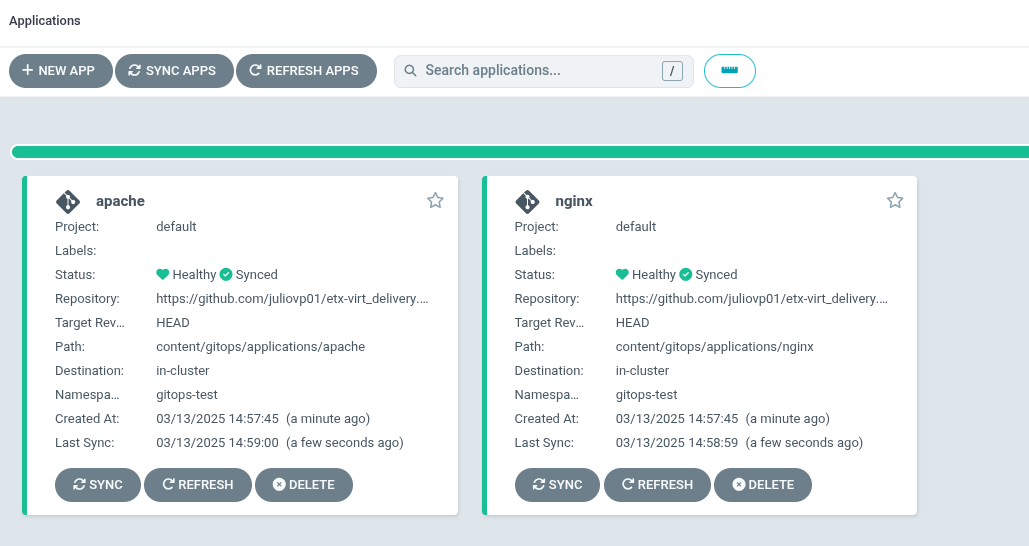 Applications
NEW APP SYNC APPS REFRESH APPS Search applications... /
apache
Project: default
Labels:
Status: Healthy Synced
Repository: https://github.com/juliovp01/etx-virt_delivery....
Target Rev... HEAD
Path: content/gitops/applications/apache
Destination: in-cluster
Namespa... gitops-test
Created At: 03/13/2025 14:57:45 (a minute ago)
Last Sync: 03/13/2025 14:59:00 (a few seconds ago)
SYNC REFRESH DELETE
nginx
Project: default
Labels:
Status: Healthy Synced
Repository: https://github.com/juliovp01/etx-virt_delivery....
Target Rev... HEAD
Path: content/gitops/applications/nginx
Destination: in-cluster
Namespa... gitops-test
Created At: 03/13/2025 14:57:45 (a minute ago)
Last Sync: 03/13/2025 14:58:59 (a few seconds ago)
SYNC REFRESH DELETE